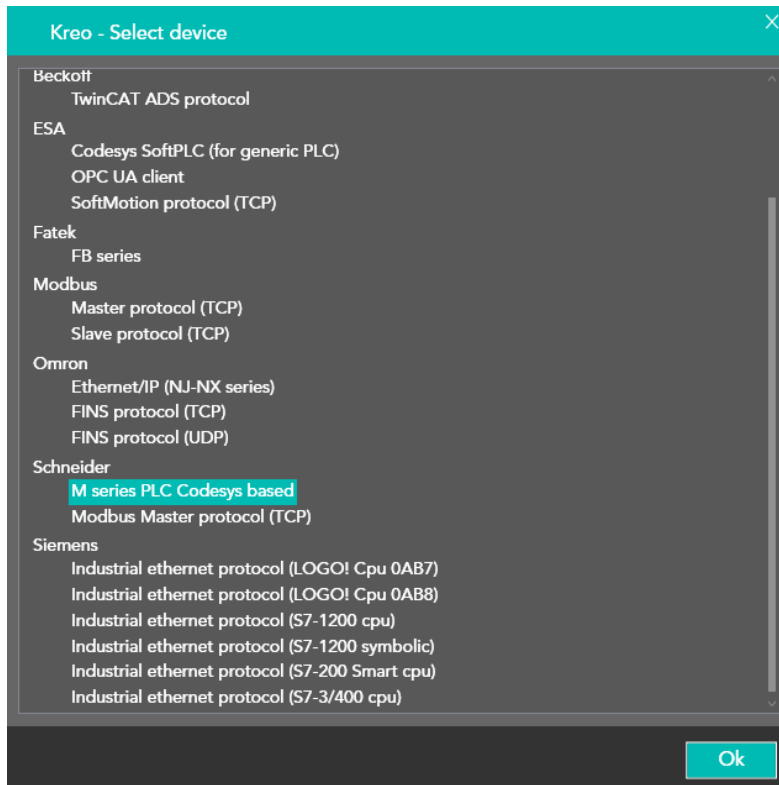 Kreo - Select device
Beckoff
TwinCAT ADS protocol
ESA
Codesys SoftPLC (for generic PLC)
OPC UA client
SoftMotion protocol (TCP)
Fatek
FB series
Modbus
Master protocol (TCP)
Slave protocol (TCP)
Omron
Ethernet/IP (NJ-NX series)
FINS protocol (TCP)
FINS protocol (UDP)
Schneider
M series PLC Codesys based
Modbus Master protocol (TCP)
Siemens
Industrial ethernet protocol (LOGO! Cpu 0AB7)
Industrial ethernet protocol (LOGO! Cpu 0AB8)
Industrial ethernet protocol (S7-1200 cpu)
Industrial ethernet protocol (S7-1200 symbolic)
Industrial ethernet protocol (S7-200 Smart cpu)
Industrial ethernet protocol (S7-3/400 cpu)
Ok